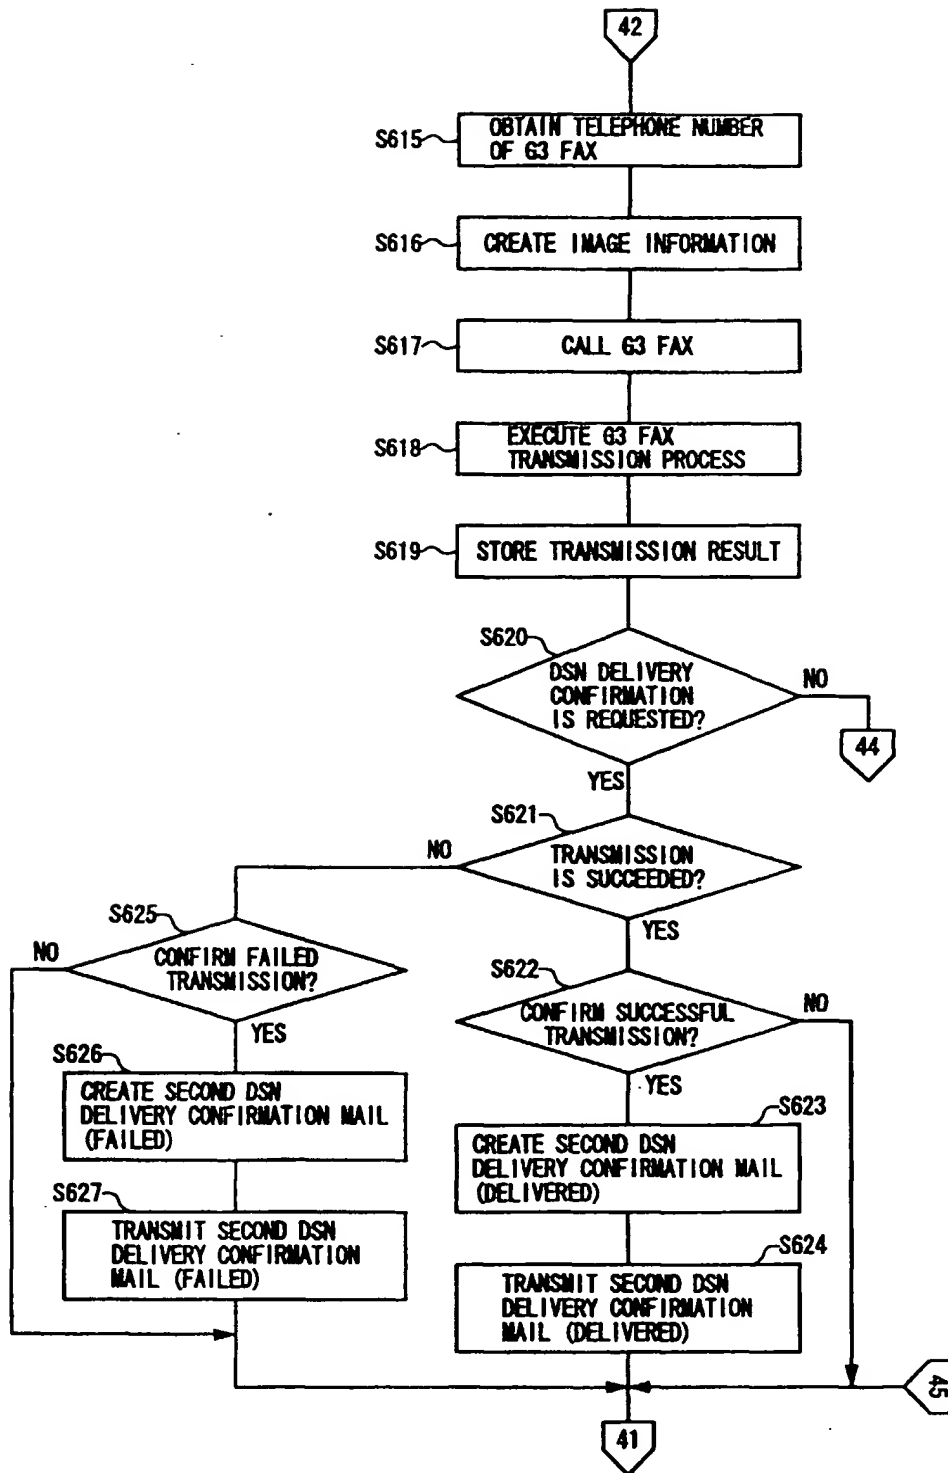 42
S615
OBTAIN TELEPHONE NUMBER
OF G3 FAX
S616
CREATE IMAGE INFORMATION
S617
CALL G3 FAX
S618
EXECUTE G3 FAX
TRANSMISSION PROCESS
S619
STORE TRANSMISSION RESULT
S620
DSN DELIVERY
CONFIRMATION
IS REQUESTED?
NO
44
YES
S621
NO
TRANSMISSION
IS SUCCEEDED?
YES
S625
NO
CONFIRM FAILED
TRANSMISSION?
YES
S622
CONFIRM SUCCESSFUL
TRANSMISSION?
NO
YES
S626
CREATE SECOND DSN
DELIVERY CONFIRMATION MAIL
(FAILED)
S623
CREATE SECOND DSN
DELIVERY CONFIRMATION MAIL
(DELIVERED)
S627
TRANSMIT SECOND DSN
DELIVERY CONFIRMATION
MAIL (FAILED)
S624
TRANSMIT SECOND DSN
DELIVERY CONFIRMATION
MAIL (DELIVERED)
45
41